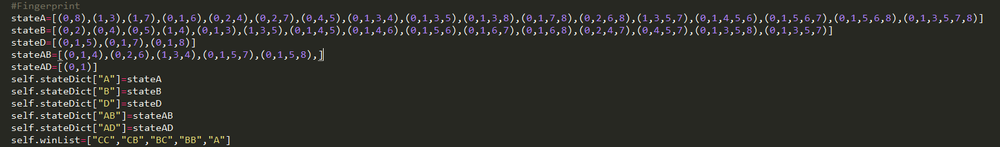 #Fingerprint
stateA=[(0,8),(1,3),(1,7),(0,1,6),(0,2,4),(0,2,7),(0,4,5),(0,1,3,4),(0,1,3,5),(0,1,3,8),(0,1,7,8),(0,2,6,8),(1,3,5,7),(0,1,4,5,6),(0,1,5,6,7),(0,1,5,6,8),(0,1,3,5,7,8)]
stateB=[(0,2),(0,4),(0,5),(1,4),(0,1,3),(1,3,5),(0,1,4,5),(0,1,4,6),(0,1,5,6),(0,1,6,7),(0,1,6,8),(0,2,4,7),(0,4,5,7),(0,1,3,5,8),(0,1,3,5,7)]
stateD=[(0,1,5),(0,1,7),(0,1,8)]
stateAB=[(0,1,4),(0,2,6),(1,3,4),(0,1,5,7),(0,1,5,8),]
stateAD=[(0,1)]
self.stateDict["A"]=stateA
self.stateDict["B"]=stateB
self.stateDict["D"]=stateD
self.stateDict["AB"]=stateAB
self.stateDict["AD"]=stateAD
self.winList=["CC","CB","BC","BB","A"]